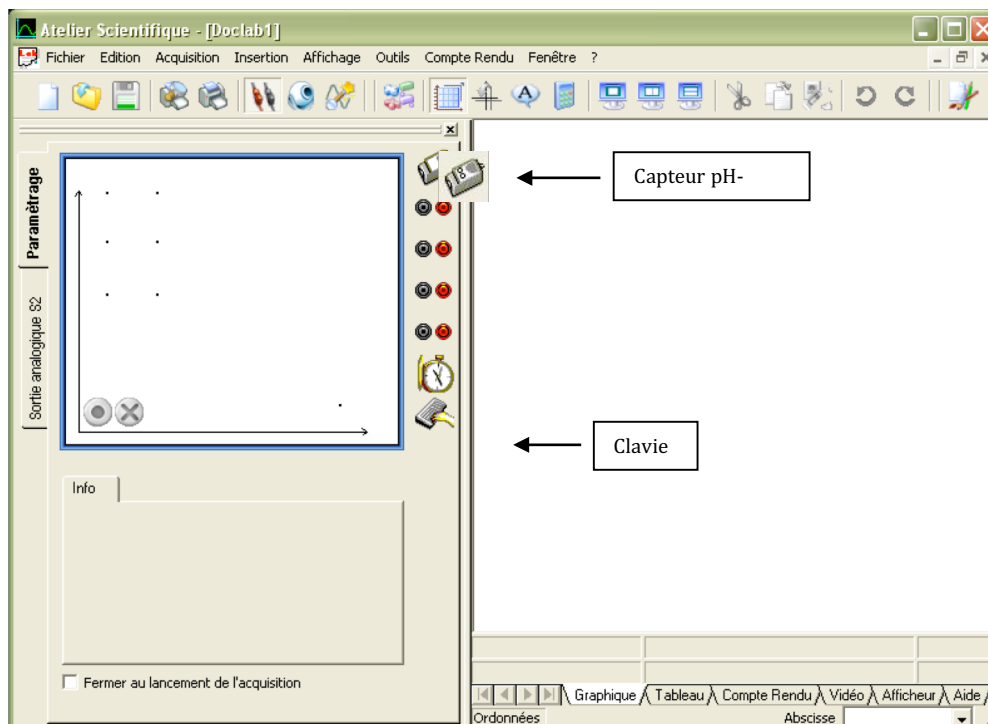 Atelier Scientifique - [Doclab1]
Fichier Edition Acquisition Insertion Affichage Outils Compte Rendu Fenêtre ?
Paramètrage
Sortie analogique S2
Capteur pH-
Clavie
Info
Fermer au lancement de l'acquisition
Graphique Tableau Compte Rendu Vidéo Afficheur Aide
Ordonnées Abscisse